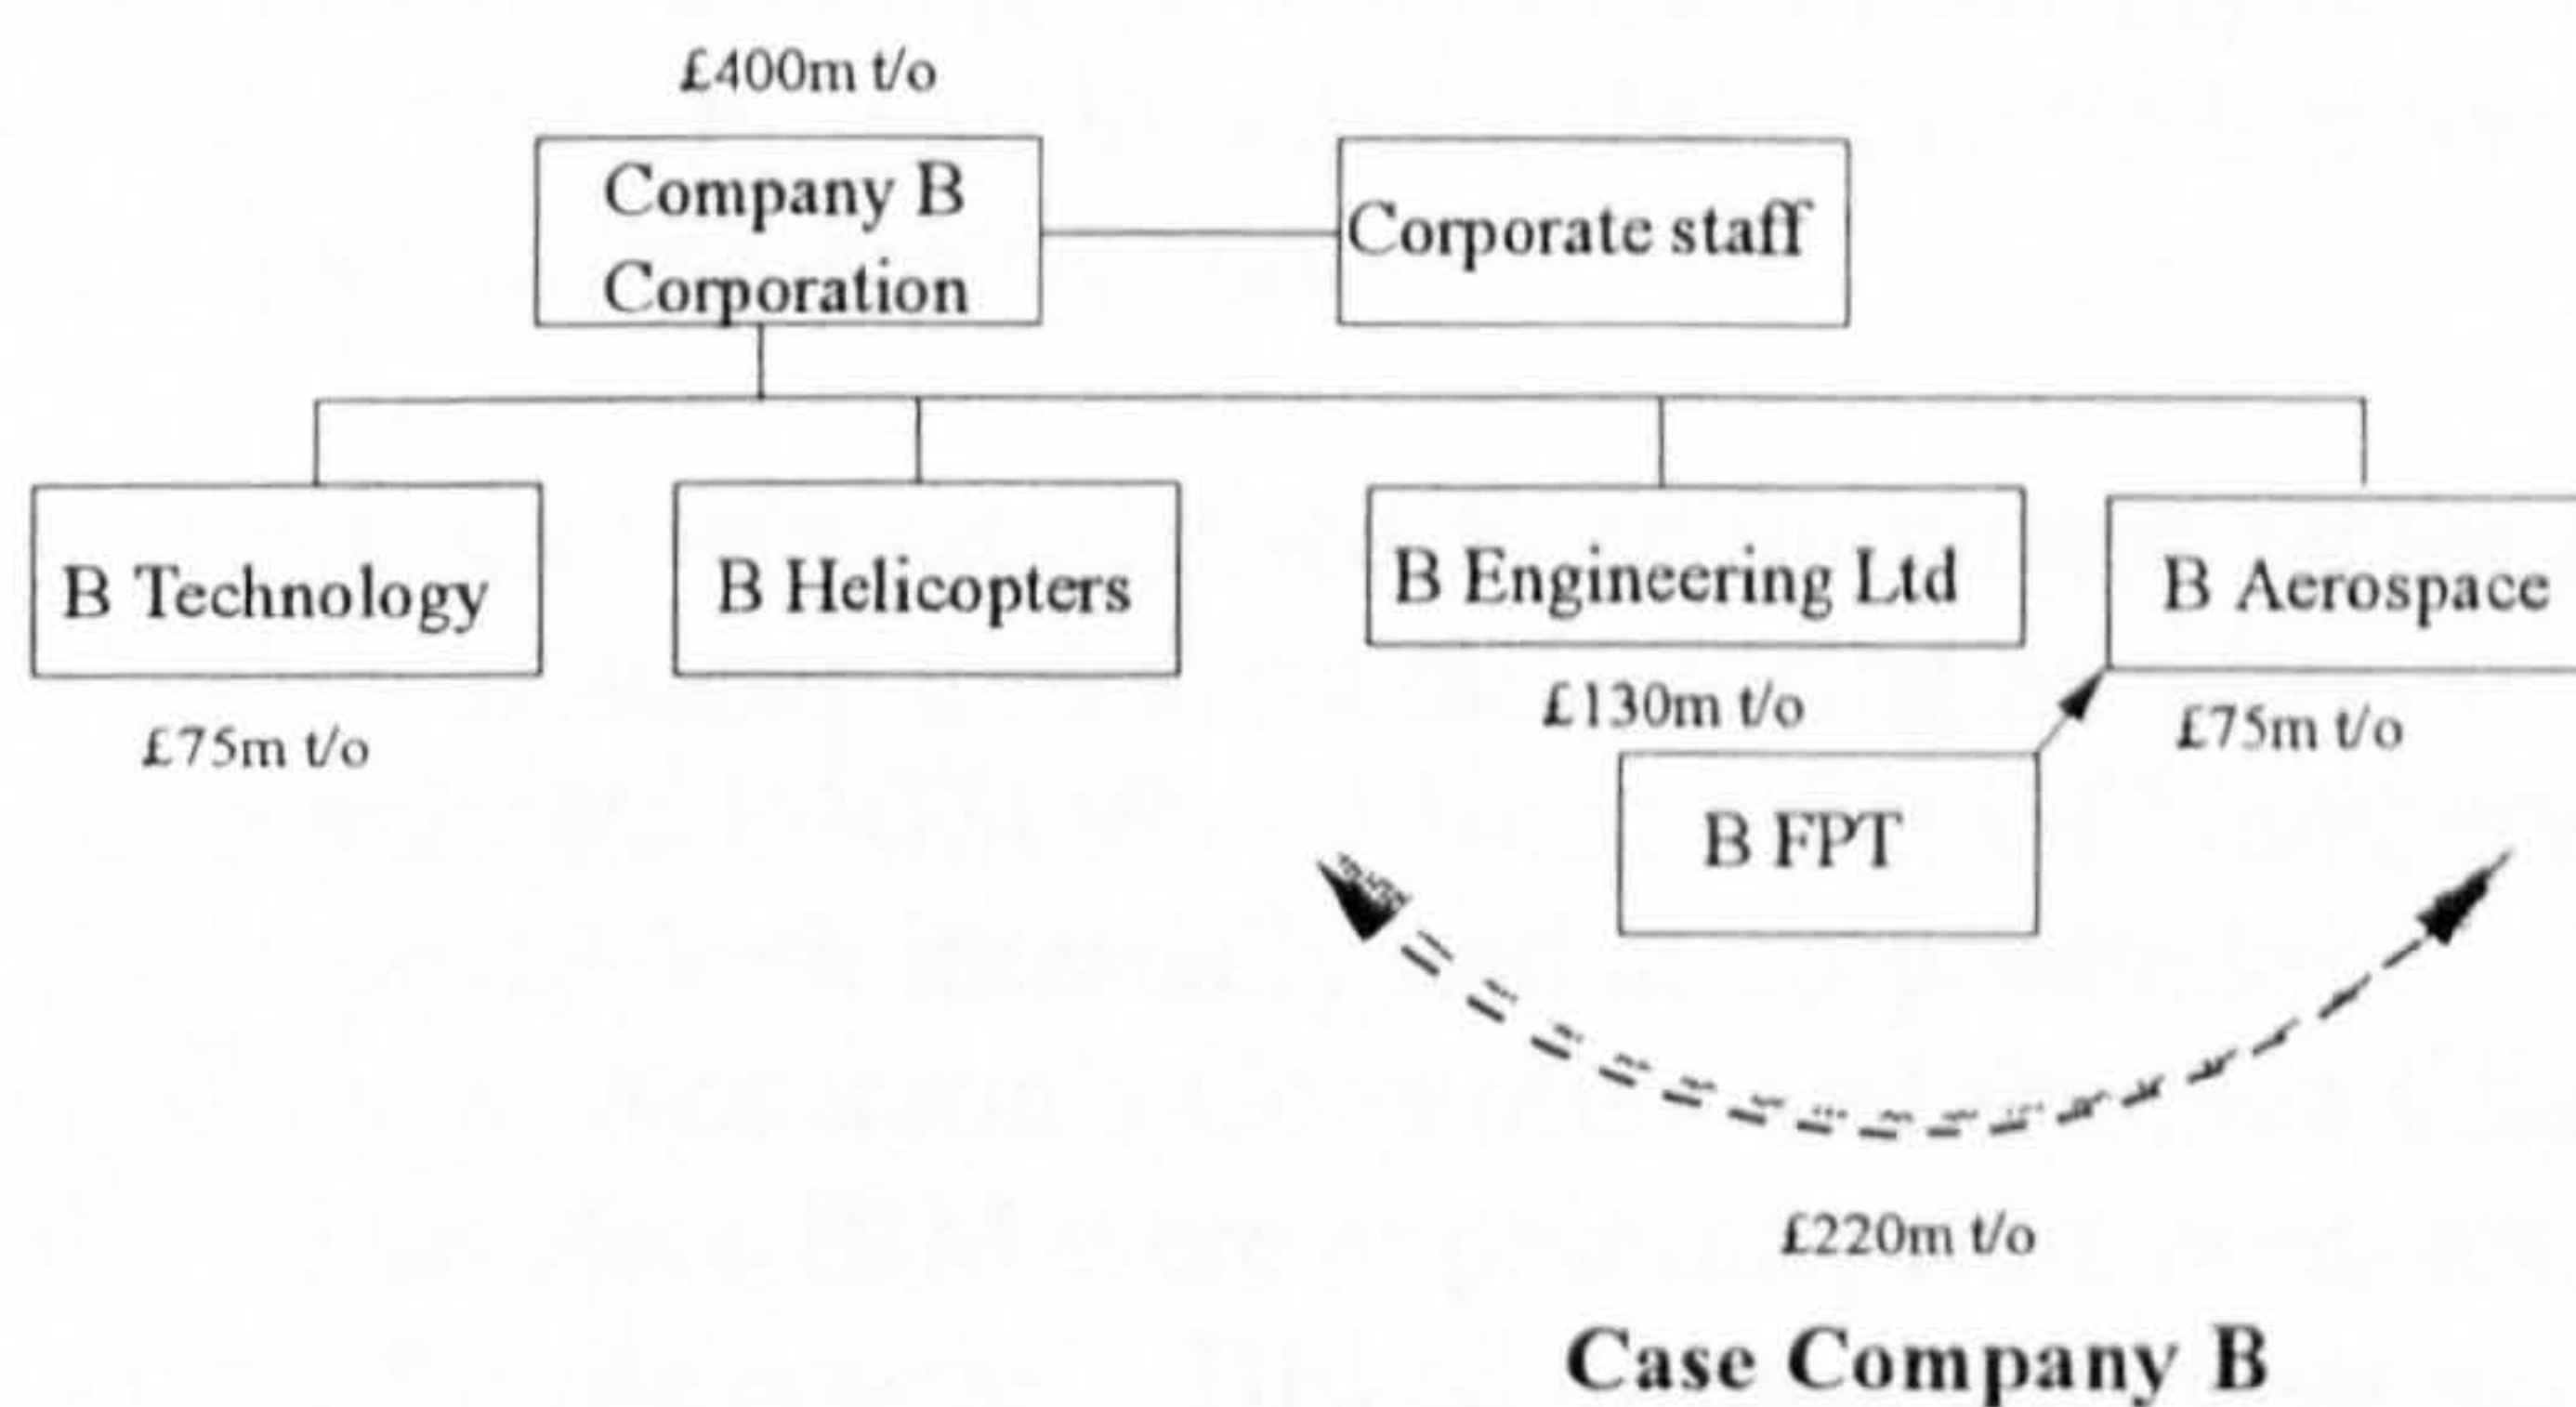 £400m t/o
Company B
Corporation
Corporate staff
B Technology
B Helicopters
B Engineering Ltd
B Aerospace
£75m t/o
£130m t/o
£75m t/o
B FPT
£220m t/o
Case Company B